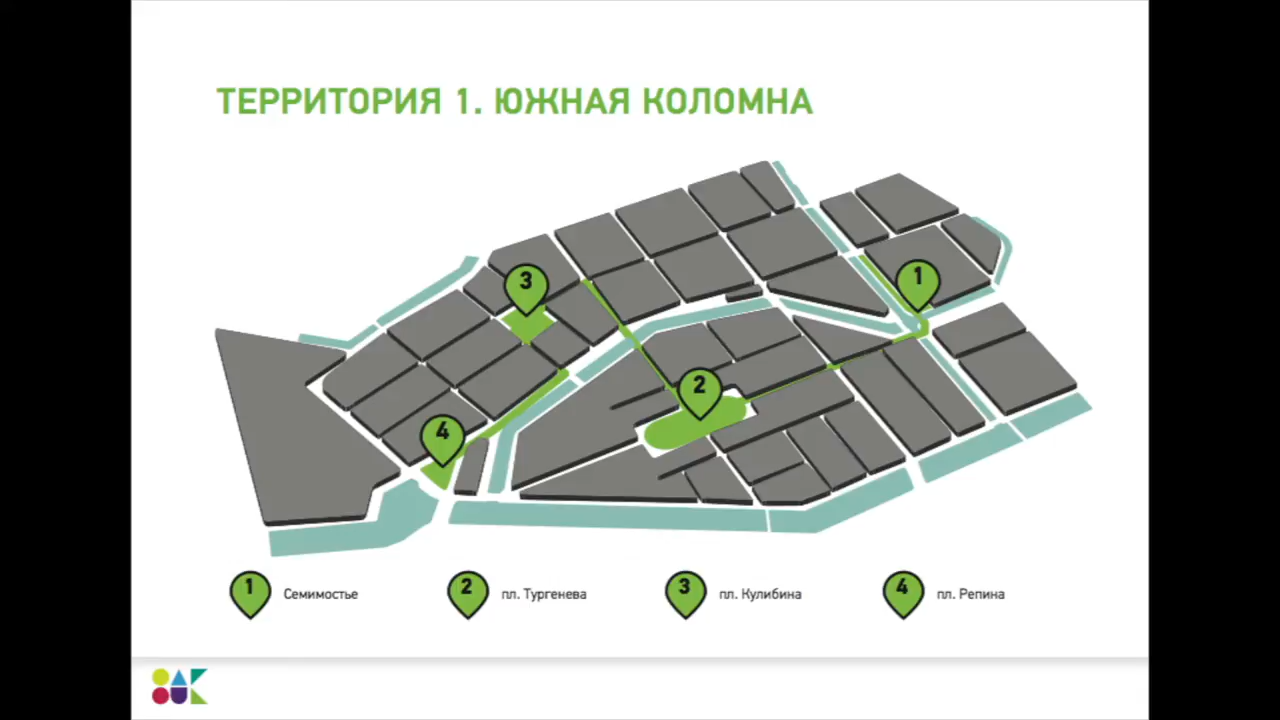 ТЕРРИТОРИЯ 1. ЮЖНАЯ КОЛОМНА
1
3
2
4
1 Семимостье
2 пл. Тургенева
3 пл. Кулибина
4 пл. Репина